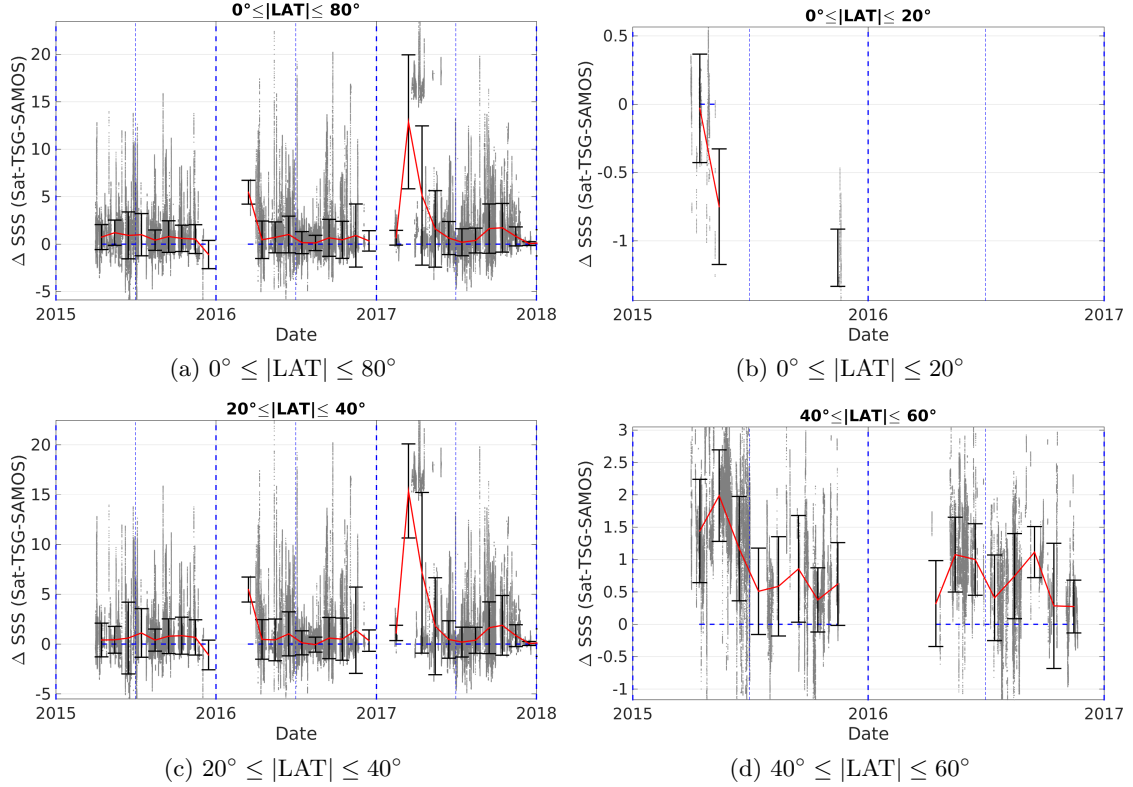 0°≤|LAT|≤ 80°
20
15
10
5
0
-5
Δ SSS (Sat-TSG-SAMOS)
2015
2016
2017
2018
Date
(a) 0° ≤ |LAT| ≤ 80°
0°≤|LAT|≤ 20°
0.5
0
-0.5
-1
Δ SSS (Sat-TSG-SAMOS)
2015
2016
2017
Date
(b) 0° ≤ |LAT| ≤ 20°
20°≤|LAT|≤ 40°
20
15
10
5
0
-5
Δ SSS (Sat-TSG-SAMOS)
2015
2016
2017
2018
Date
(c) 20° ≤ |LAT| ≤ 40°
40°≤|LAT|≤ 60°
3
2.5
2
1.5
1
0.5
0
-0.5
-1
Δ SSS (Sat-TSG-SAMOS)
2015
2016
2017
Date
(d) 40° ≤ |LAT| ≤ 60°